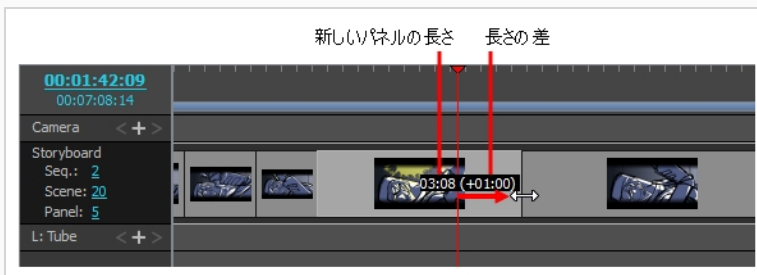 新しいパネルの長さ 長さの差
00:01:42:09
00:07:08:14
Camera < + >
Storyboard
Seq.: 2
Scene: 20
Panel: 5
03:08 (+01:00)
L: Tube < + >